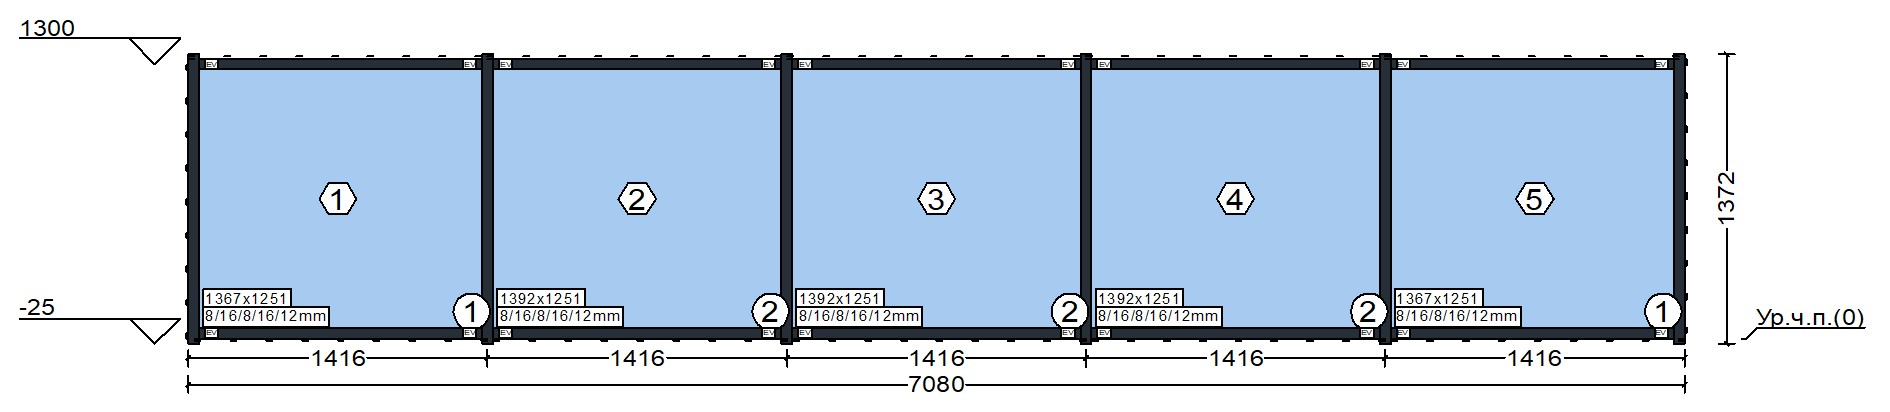 1300
EV EV EV EV EV EV EV EV EV EV
1 2 3 4 5
1372
1367x1251 1392x1251 1392x1251 1392x1251 1367x1251
8/16/8/16/12mm 1 8/16/8/16/12mm 2 8/16/8/16/12mm 2 8/16/8/16/12mm 2 8/16/8/16/12mm 1
-25
Ур.ч.п.(0)
EV EV EV EV EV EV EV EV EV EV
1416 1416 1416 1416 1416
7080